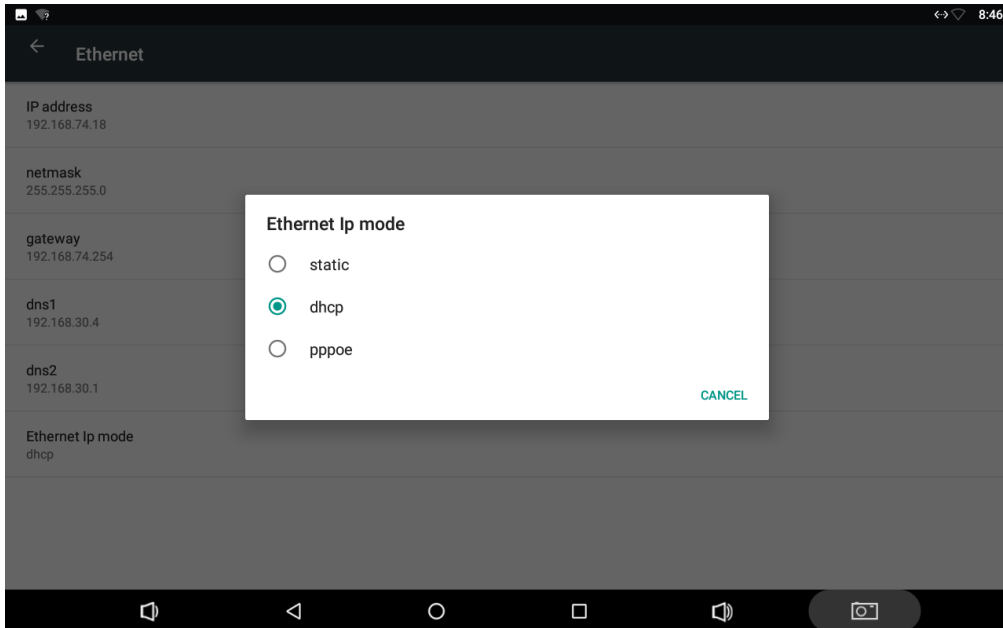 8:46
Ethernet
IP address
192.168.74.18
netmask
255.255.255.0
gateway
192.168.74.254
dns1
192.168.30.4
dns2
192.168.30.1
Ethernet Ip mode
dhcp
Ethernet Ip mode
static
dhcp
pppoe
CANCEL